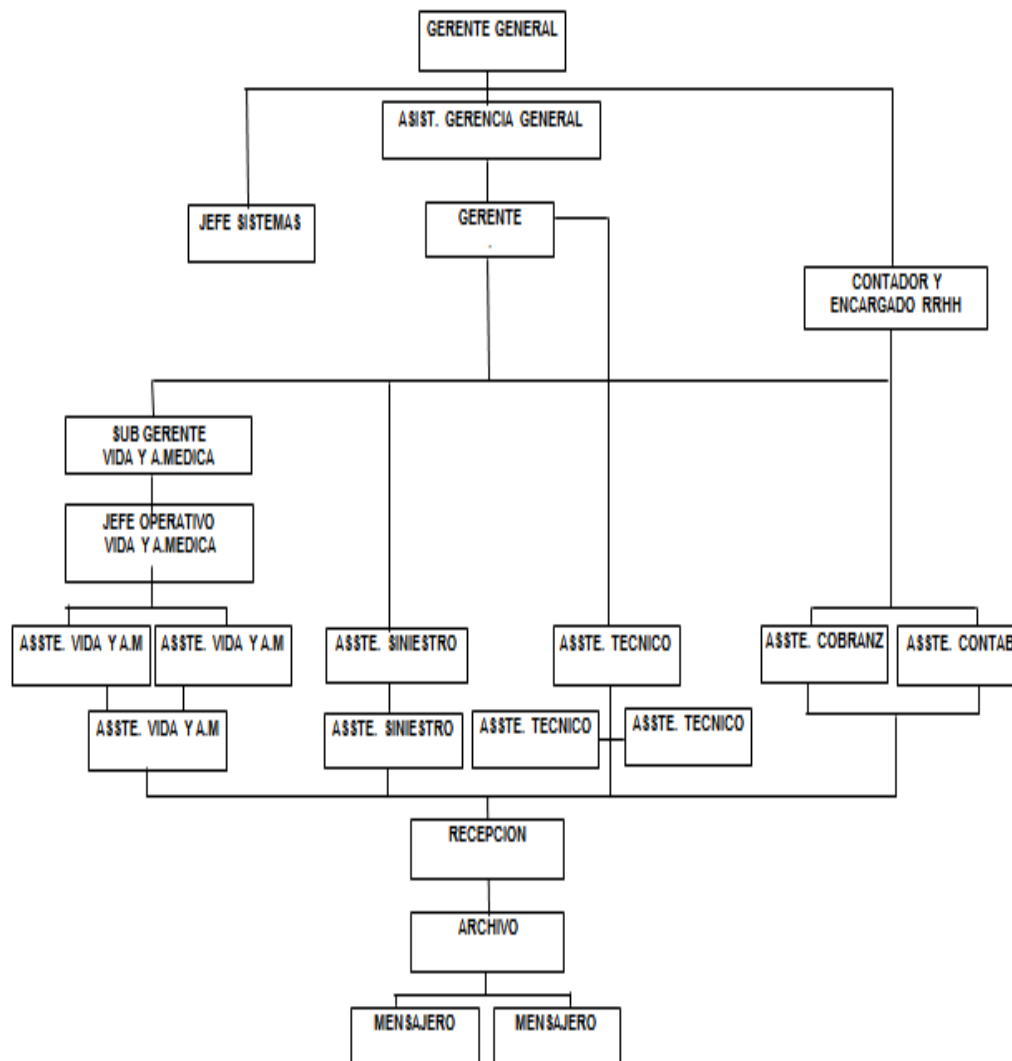 GERENTE GENERAL
ASIST. GERENCIA GENERAL
JEFE SISTEMAS
GERENTE
.
CONTADOR Y
ENCARGADO RRHH
SUB GERENTE
VIDA Y A.MEDICA
JEFE OPERATIVO
VIDA Y A.MEDICA
ASSTE. VIDA Y A.M
ASSTE. VIDA Y A.M
ASSTE. SINIESTRO
ASSTE. TECNICO
ASSTE. COBRANZ
ASSTE. CONTAB
ASSTE. VIDA Y A.M
ASSTE. SINIESTRO
ASSTE. TECNICO
ASSTE. TECNICO
RECEPCION
ARCHIVO
MENSAJERO
MENSAJERO